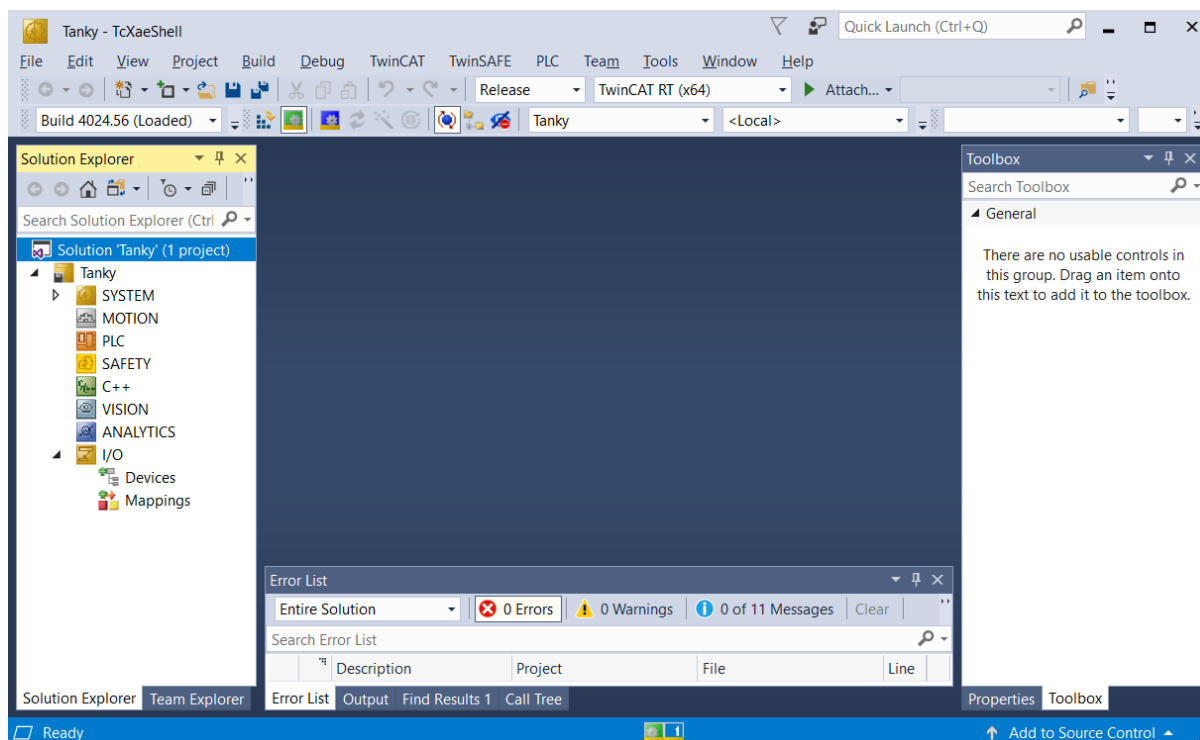 Tanky - TcXaeShell
Quick Launch (Ctrl+Q)
File Edit View Project Build Debug TwinCAT TwinSAFE PLC Team Tools Window Help
Release TwinCAT RT (x64) Attach...
Build 4024.56 (Loaded) Tanky <Local>
Solution Explorer
Search Solution Explorer (Ctrl
Solution 'Tanky' (1 project)
Tanky
SYSTEM
MOTION
PLC
SAFETY
C++
VISION
ANALYTICS
I/O
Devices
Mappings
Solution Explorer Team Explorer
Error List
Entire Solution 0 Errors 0 Warnings 0 of 11 Messages Clear
Search Error List
Description Project File Line
Error List Output Find Results 1 Call Tree
Toolbox
Search Toolbox
General
There are no usable controls in
this group. Drag an item onto
this text to add it to the toolbox.
Properties Toolbox
Ready 1 Add to Source Control